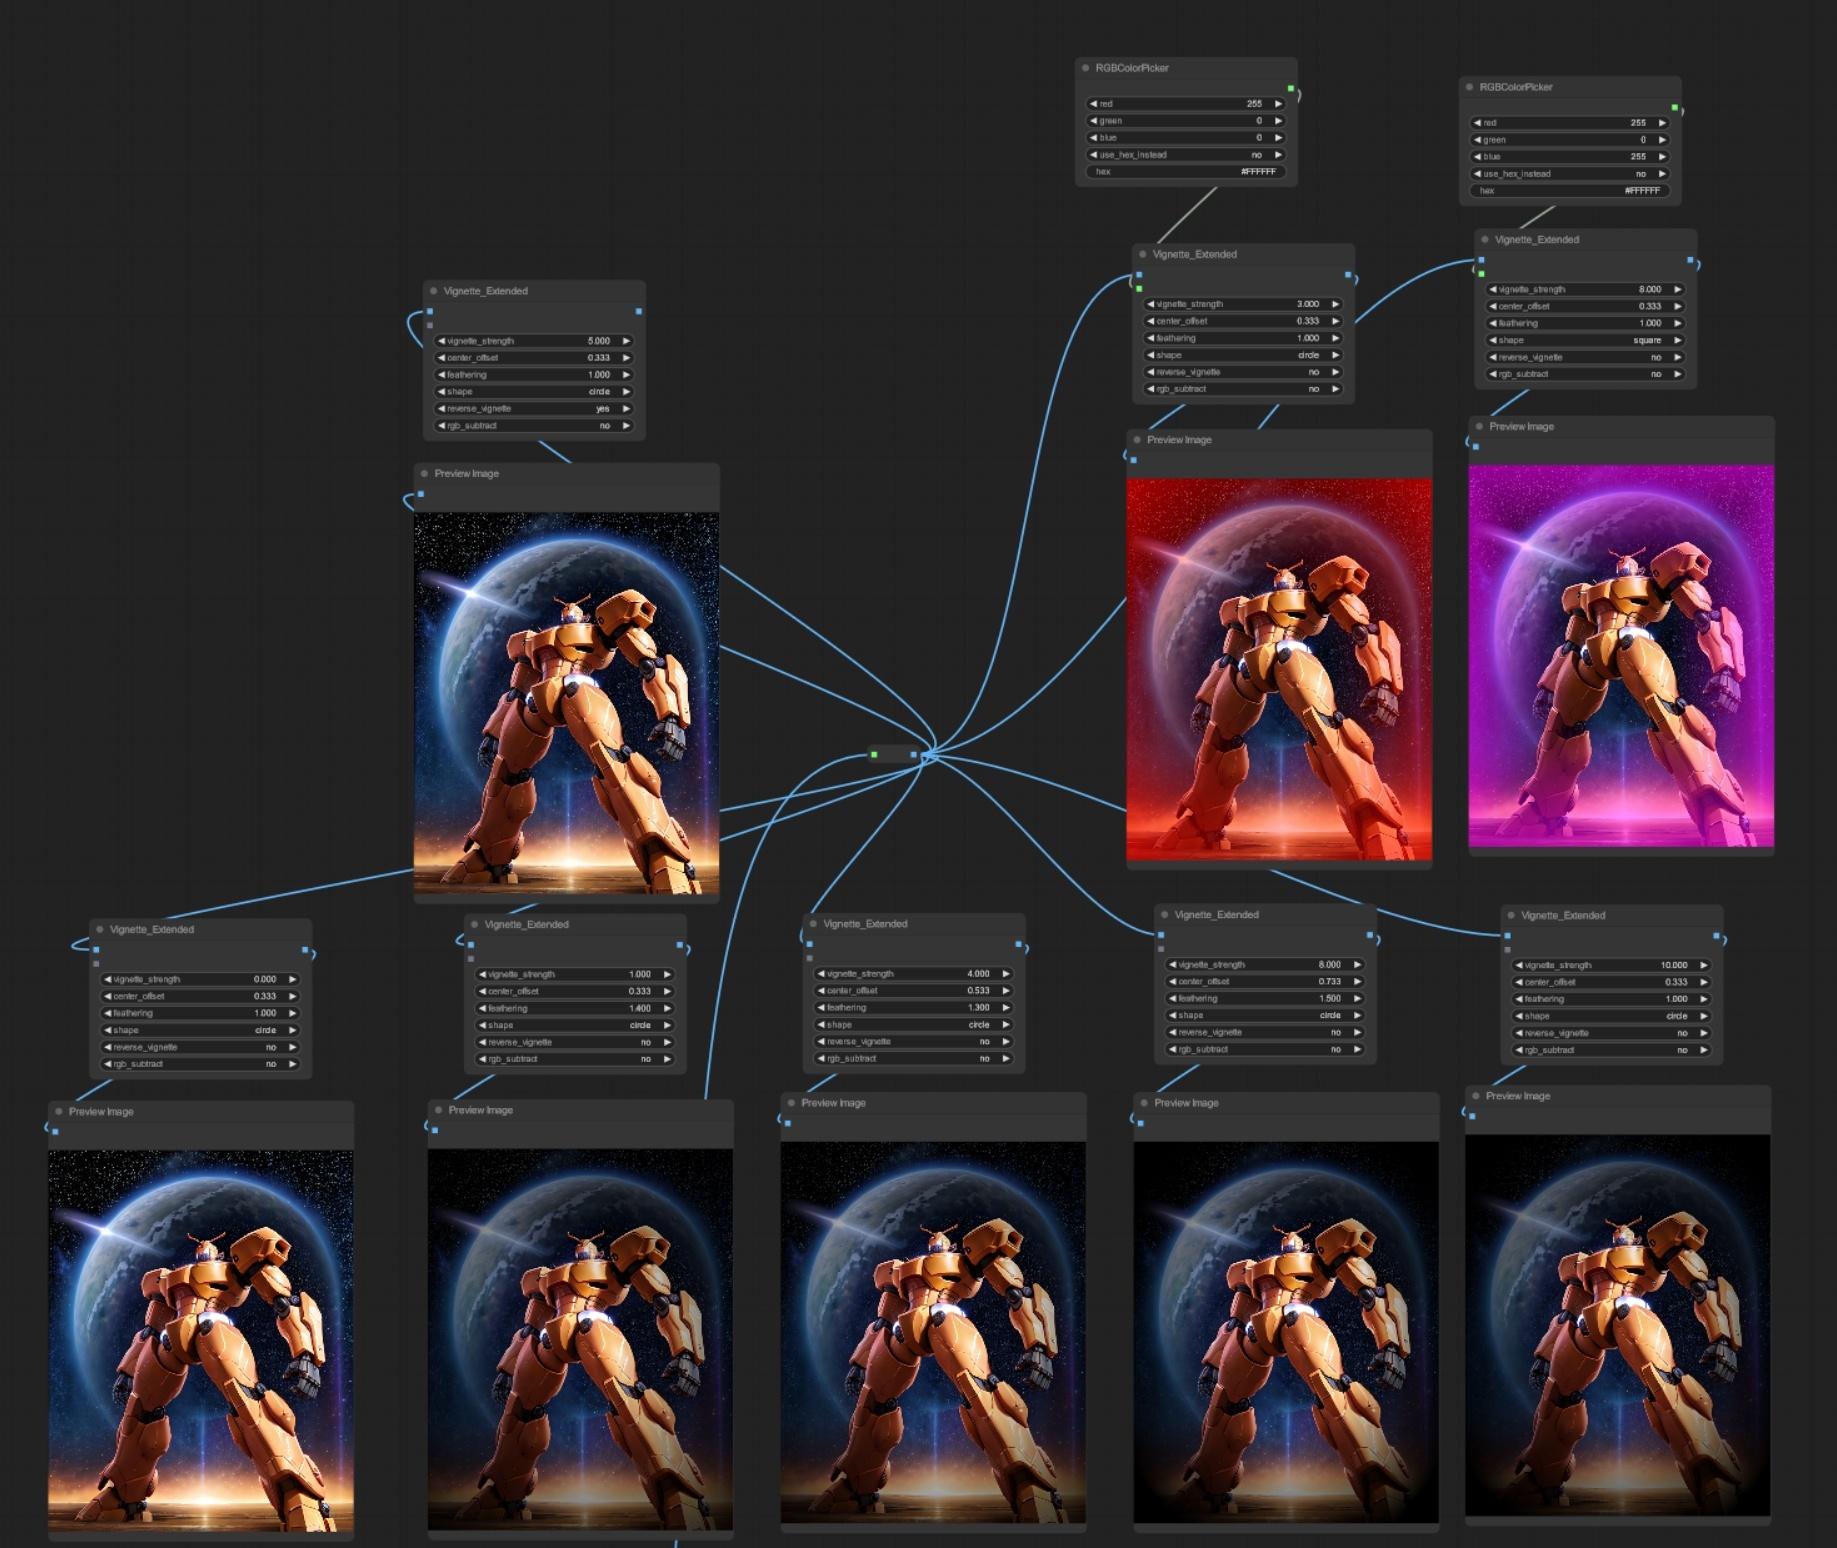 RGBColorPicker
red 255
green 0
blue 0
use_hex_instead no
hex #FFFFFF
RGBColorPicker
red 255
green 0
blue 255
use_hex_instead no
hex #FFFFFF
Vignette_Extended
vignette_strength 5.000
center_offset 0.333
feathering 1.000
shape circle
reverse_vignette yes
rgb_subtract no
Preview Image
Vignette_Extended
vignette_strength 3.000
center_offset 0.333
feathering 1.000
shape circle
reverse_vignette no
rgb_subtract no
Preview Image
Vignette_Extended
vignette_strength 8.000
center_offset 0.333
feathering 1.000
shape square
reverse_vignette no
rgb_subtract no
Preview Image
Vignette_Extended
vignette_strength 0.000
center_offset 0.333
feathering 1.000
shape circle
reverse_vignette no
rgb_subtract no
Preview Image
Vignette_Extended
vignette_strength 1.000
center_offset 0.333
feathering 1.400
shape circle
reverse_vignette no
rgb_subtract no
Preview Image
Vignette_Extended
vignette_strength 4.000
center_offset 0.533
feathering 1.300
shape circle
reverse_vignette no
rgb_subtract no
Preview Image
Vignette_Extended
vignette_strength 8.000
center_offset 0.733
feathering 1.500
shape circle
reverse_vignette no
rgb_subtract no
Preview Image
Vignette_Extended
vignette_strength 10.000
center_offset 0.333
feathering 1.000
shape circle
reverse_vignette no
rgb_subtract no
Preview Image